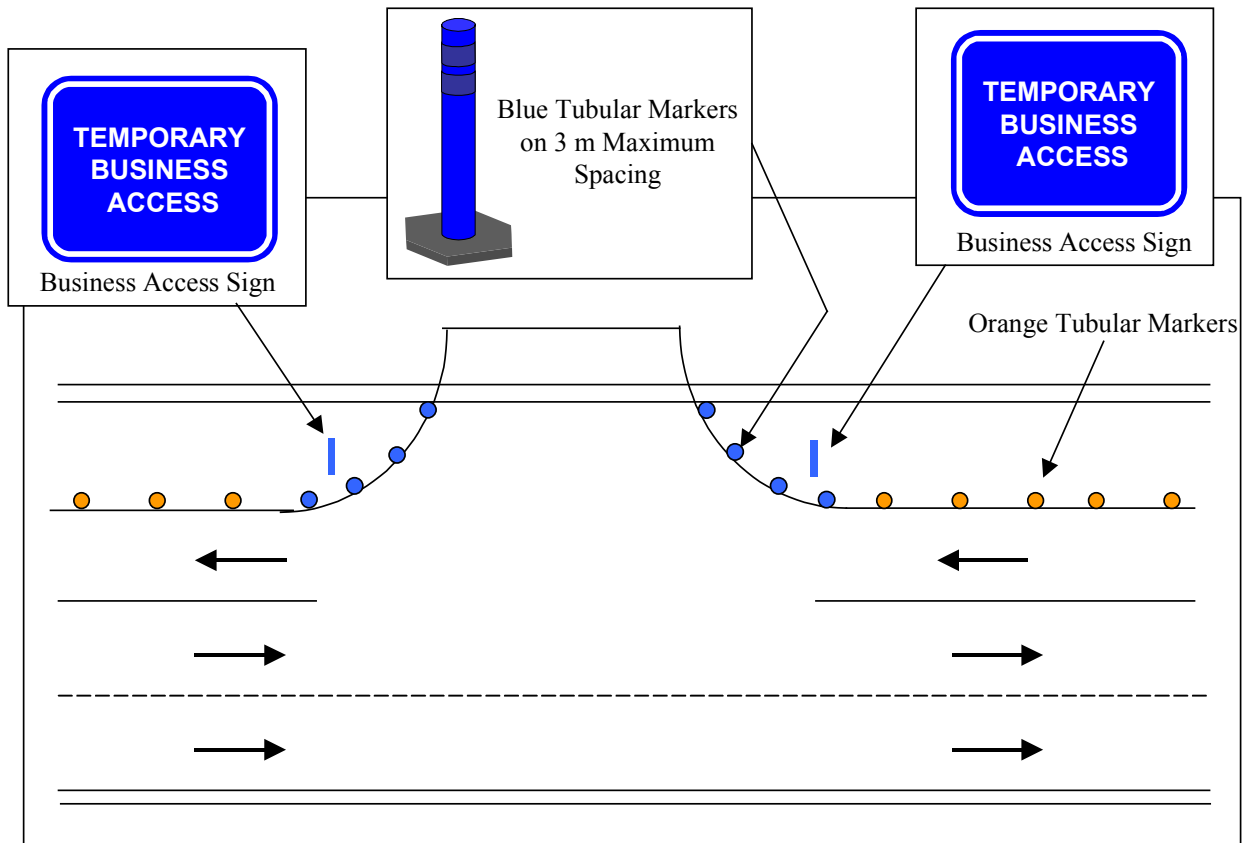 TEMPORARY
BUSINESS
ACCESS
Business Access Sign
Blue Tubular Markers
on 3 m Maximum
Spacing
TEMPORARY
BUSINESS
ACCESS
Business Access Sign
Orange Tubular Markers